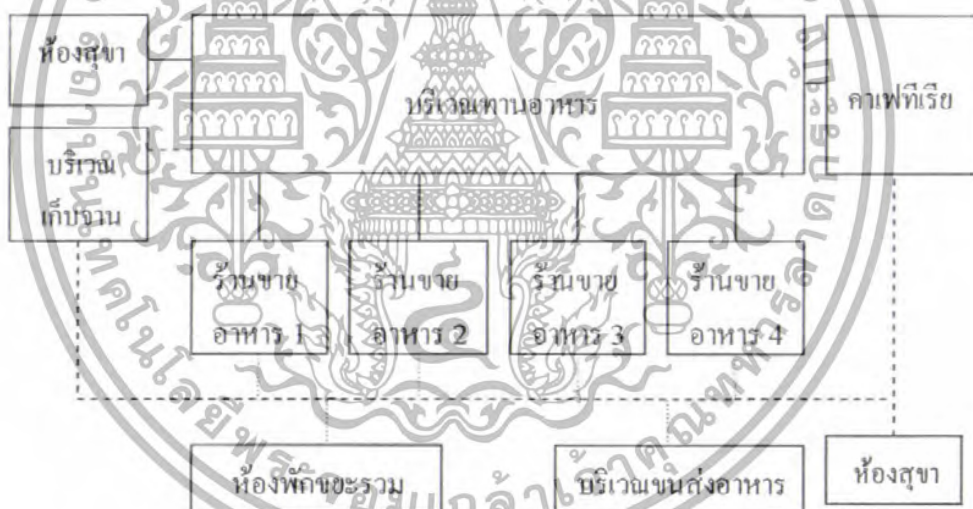 ห้องสุขา
บริเวณทานอาหาร
คาเฟทีเรีย
บริเวณ
เก็บจาน
ร้านขาย
อาหาร 1
ร้านขาย
อาหาร 2
ร้านขาย
อาหาร 3
ร้านขาย
อาหาร 4
ห้องพักขยะรวม
บริเวณขนส่งอาหาร
ห้องสุขา